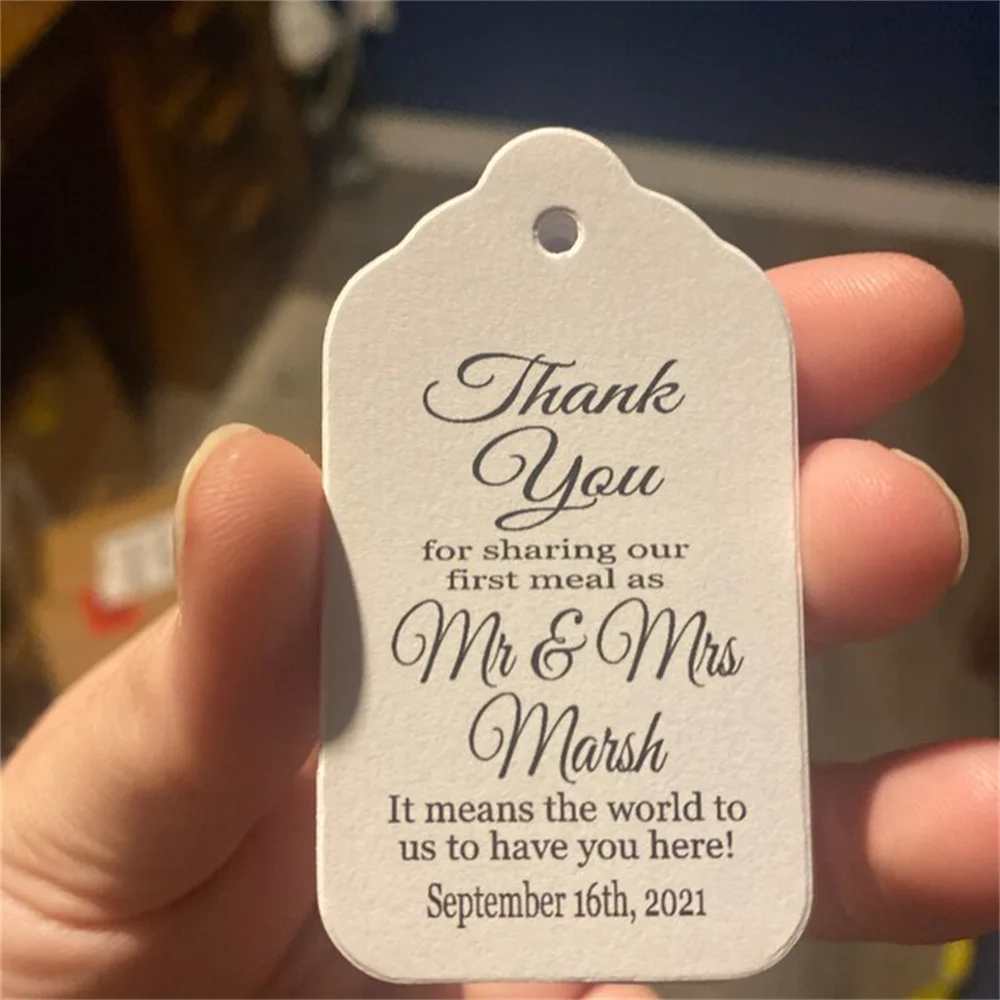 Thank
You
for sharing our
first meal as
Mr & Mrs
Marsh
It means the world to
us to have you here!
September 16th, 2021